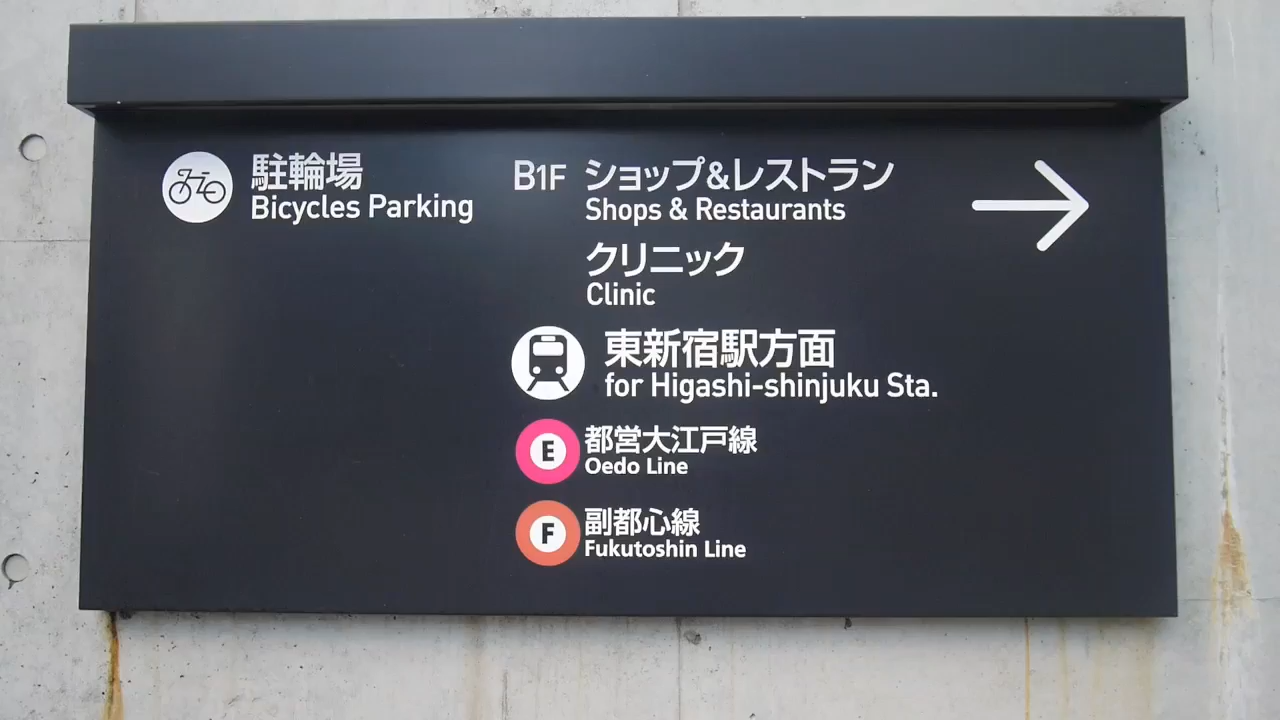 駐輪場
Bicycles Parking
B1F ショップ&レストラン
Shops & Restaurants
クリニック
Clinic
東新宿駅方面
for Higashi-shinjuku Sta.
E 都営大江戸線
Oedo Line
F 副都心線
Fukutoshin Line